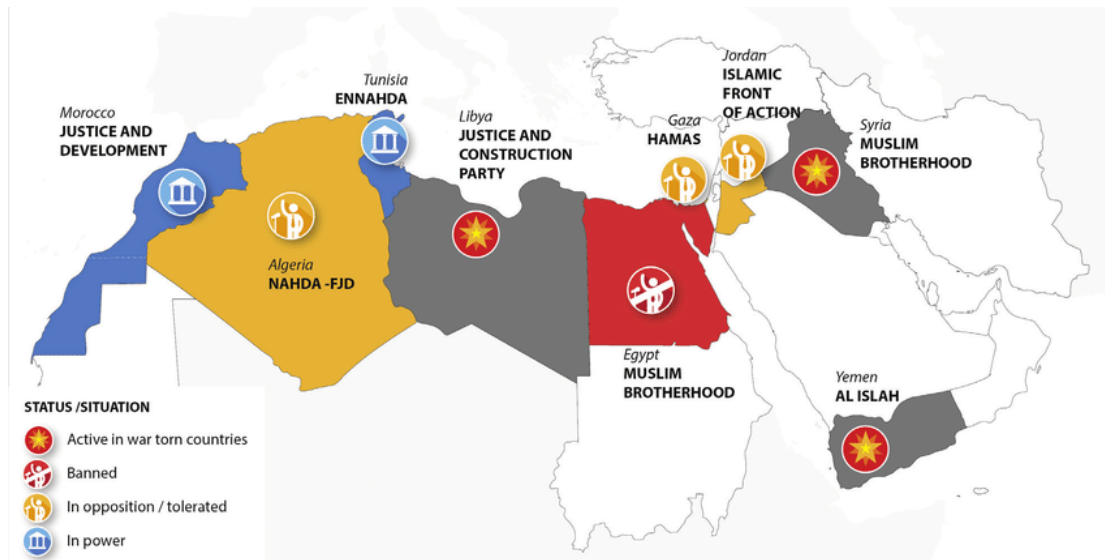 Morocco
JUSTICE AND
DEVELOPMENT
Tunisia
ENNAHDA
Libya
JUSTICE AND
CONSTRUCTION
PARTY
Gaza
HAMAS
Jordan
ISLAMIC
FRONT
OF ACTION
Syria
MUSLIM
BROTHERHOOD
Algeria
NAHDA -FJD
Egypt
MUSLIM
BROTHERHOOD
Yemen
AL ISLAH
STATUS /SITUATION
Active in war torn countries
Banned
In opposition / tolerated
In power